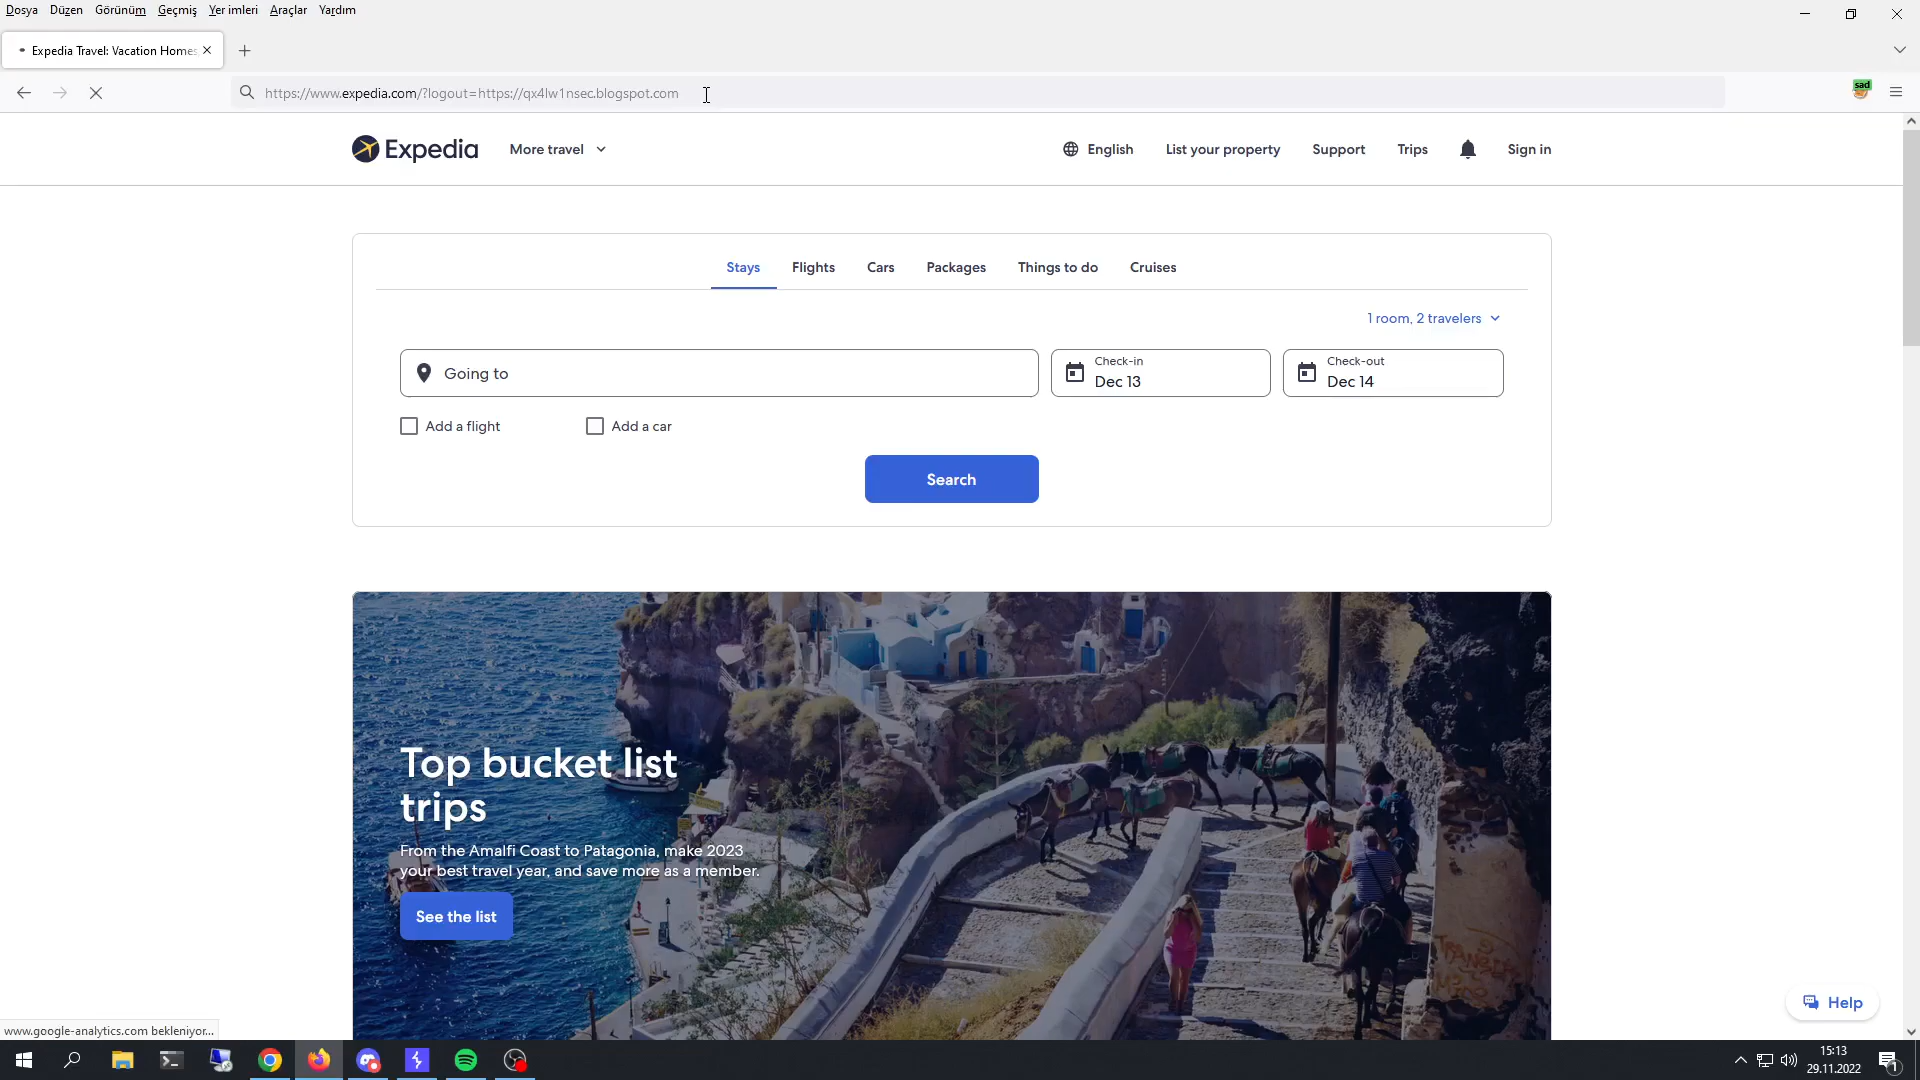 Dosya Düzen Görünüm Geçmiş Yer imleri Araçlar Yardım
Expedia Travel: Vacation Homes
https://www.expedia.com/?logout=https://qx4lw1nsec.blogspot.com
sad
Expedia
More travel
English
List your property
Support
Trips
Sign in
Stays
Flights
Cars
Packages
Things to do
Cruises
1 room, 2 travelers
Going to
Check-in
Dec 13
Check-out
Dec 14
Add a flight
Add a car
Search
Top bucket list
trips
From the Amalfi Coast to Patagonia, make 2023
your best travel year, and save more as a member.
See the list
Help
www.google-analytics.com bekleniyor...
15:13
29.11.2022
1